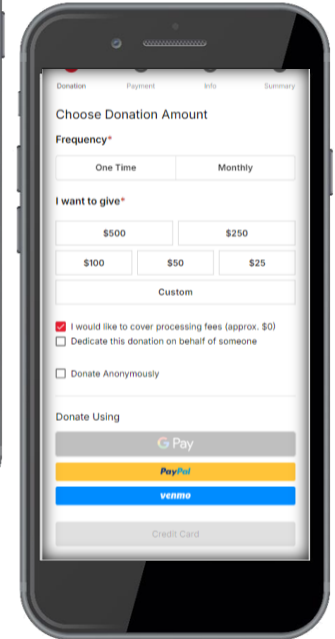 Donation Payment Info Summary
Choose Donation Amount
Frequency*
One Time Monthly
I want to give*
$500 $250
$100 $50 $25
Custom
I would like to cover processing fees (approx. $0)
Dedicate this donation on behalf of someone
Donate Anonymously
Donate Using
G Pay
PayPal
venmo
Credit Card